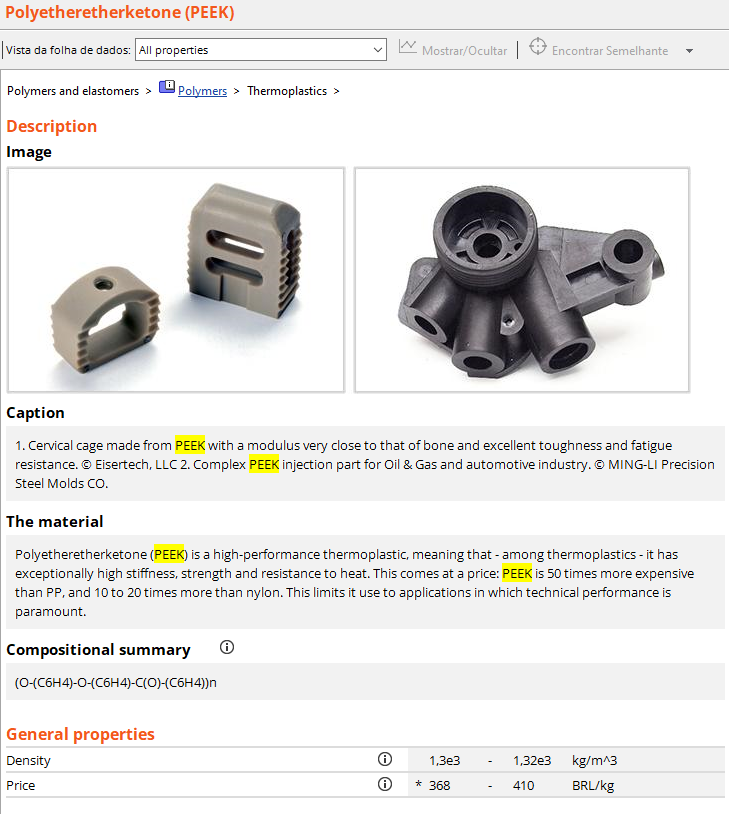 Polyetheretherketone (PEEK)
Vista da folha de dados: All properties Mostrar/Ocultar Encontrar Semelhante
Polymers and elastomers > Polymers > Thermoplastics >
Description
Image
Caption
1. Cervical cage made from PEEK with a modulus very close to that of bone and excellent toughness and fatigue
resistance. © Eisertech, LLC 2. Complex PEEK injection part for Oil & Gas and automotive industry. © MING-LI Precision
Steel Molds CO.
The material
Polyetheretherketone (PEEK) is a high-performance thermoplastic, meaning that - among thermoplastics - it has
exceptionally high stiffness, strength and resistance to heat. This comes at a price: PEEK is 50 times more expensive
than PP, and 10 to 20 times more than nylon. This limits it use to applications in which technical performance is
paramount.
Compositional summary
(O-(C6H4)-O-(C6H4)-C(O)-(C6H4))n
General properties
Density 1,3e3 - 1,32e3 kg/m^3
Price * 368 - 410 BRL/kg